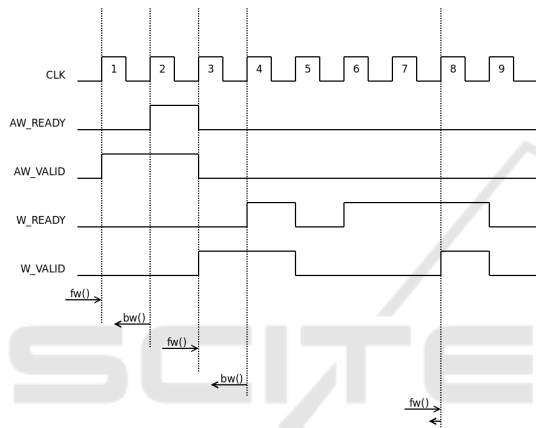 CLK 1 2 3 4 5 6 7 8 9
AW_READY
AW_VALID
W_READY
W_VALID
fw()
bw()
fw()
bw()
fw()
SCITE